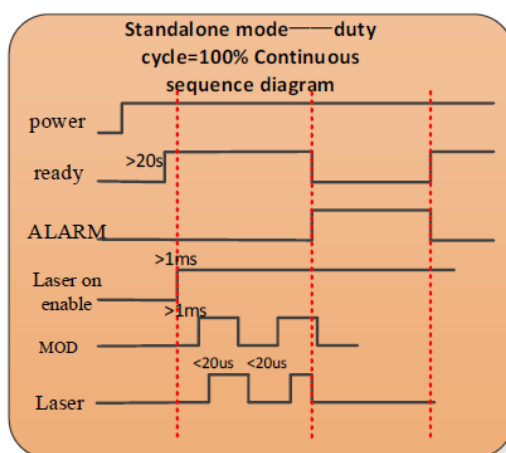 Standalone mode——duty
cycle=100% Continuous
sequence diagram
power
>20s
ready
ALARM
>1ms
Laser on
enable
>1ms
MOD
<20us <20us
Laser